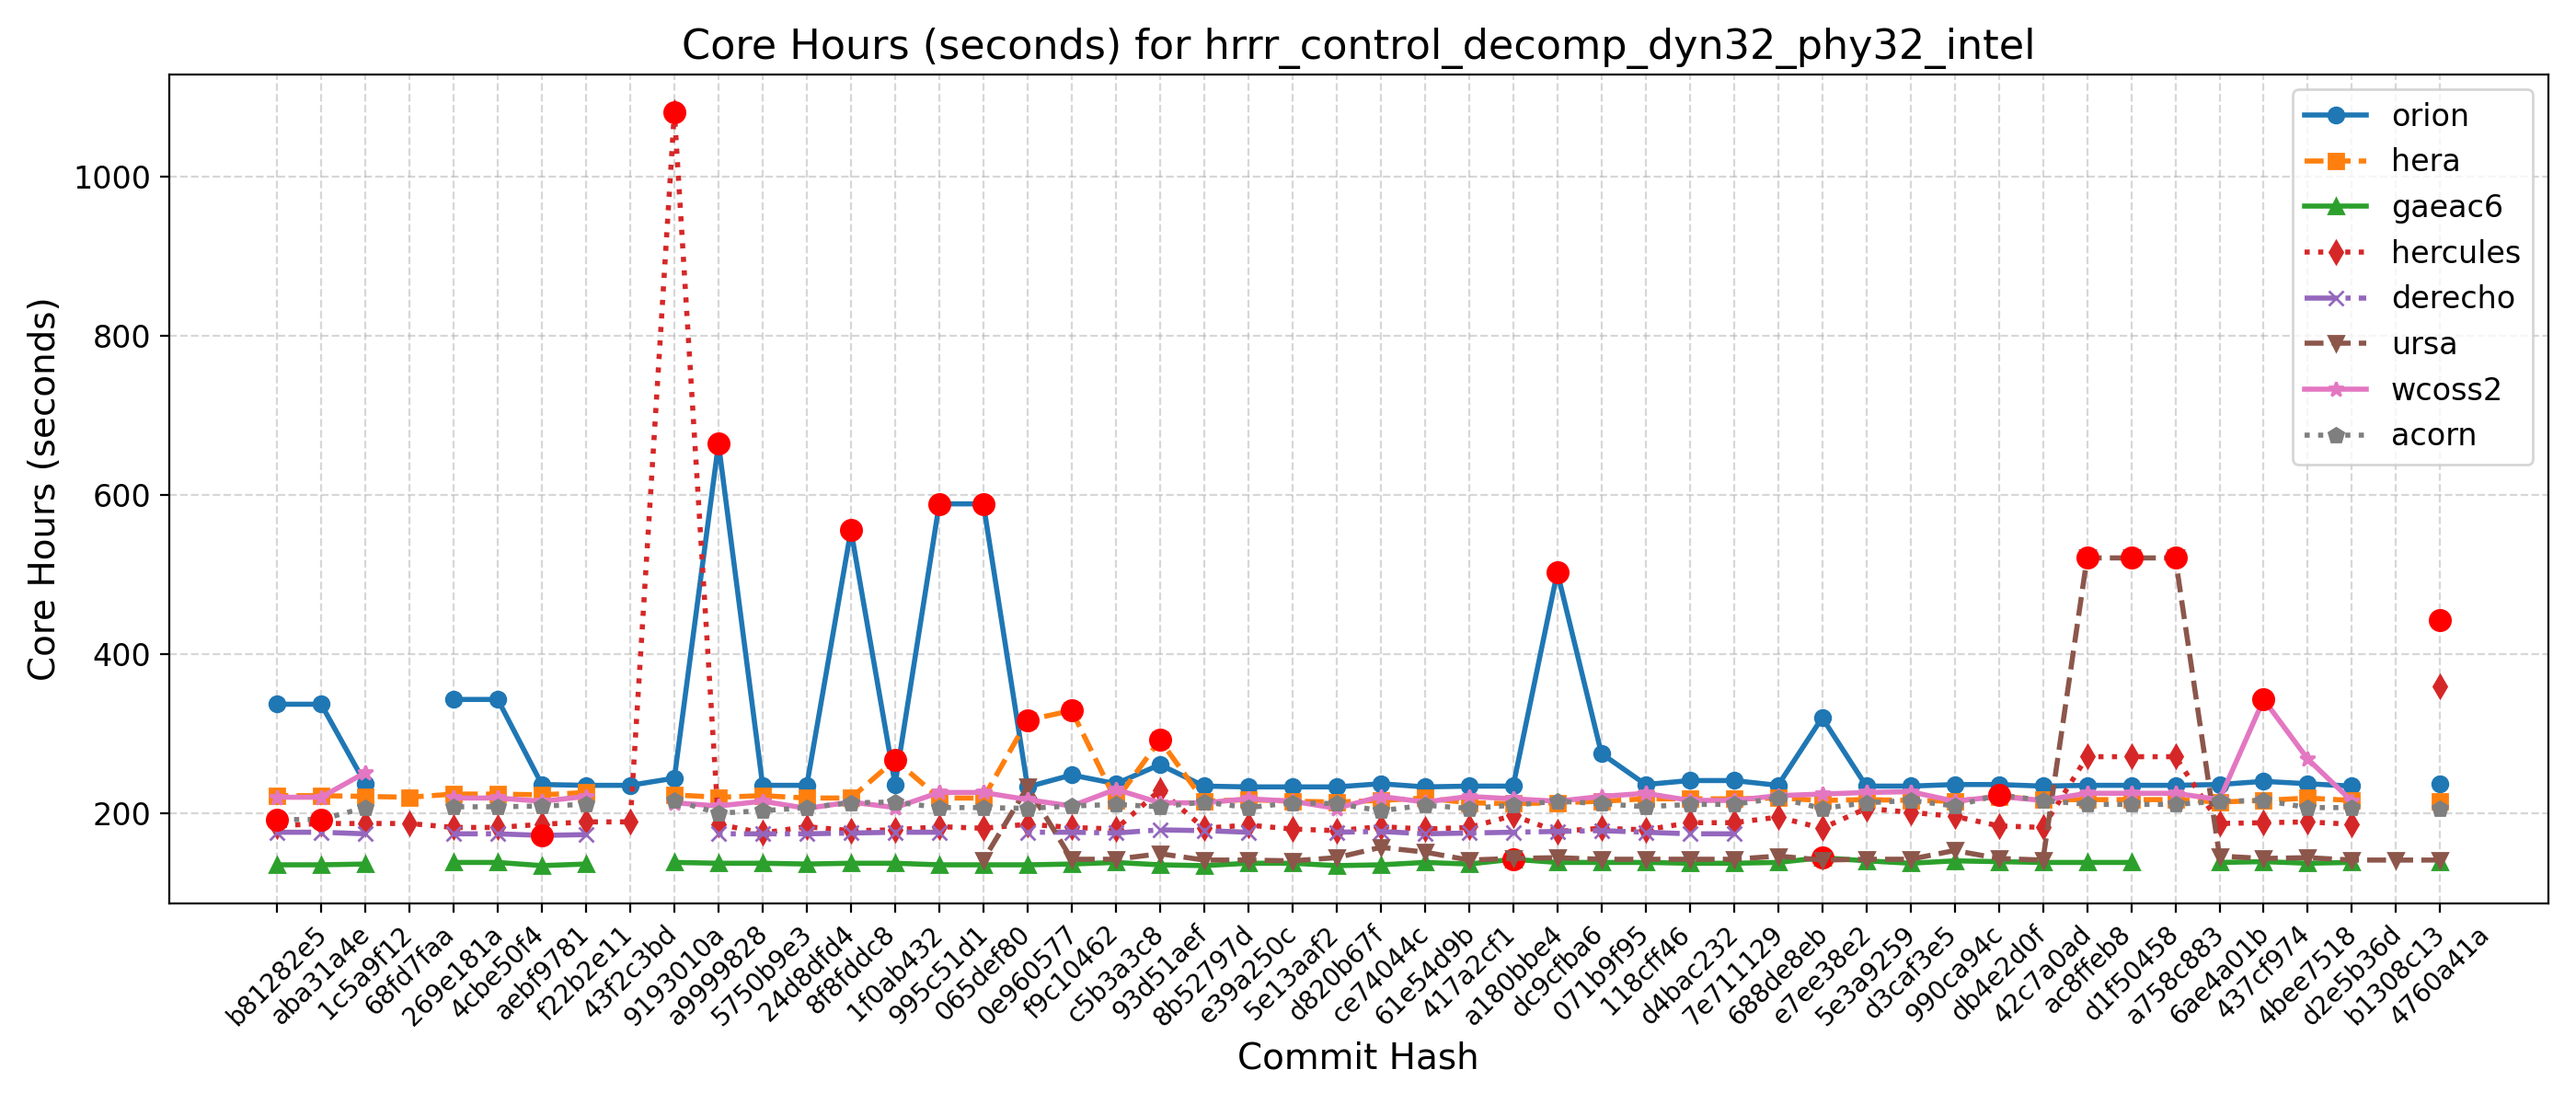 Core Hours (seconds) for hrrr_control_decomp_dyn32_phy32_intel
Core Hours (seconds)
1000
800
600
400
200
orion
hera
gaeac6
hercules
derecho
ursa
wcoss2
acorn
b81282e5
aba31a4e
1c5a9f12
68fd7faa
269e181a
4cbe50f4
aebf9781
f22b2e11
43f2c3bd
9193010a
a9999828
5750b9e3
24d8dfd4
8f8fddc8
1f0ab432
995c51d1
065def80
0e960577
f9c10462
c5b3a3c8
93d51aef
8b52797d
e39a250c
5e13aaf2
d820b67f
ce74044c
61e54d9b
417a2cf1
a180bbe4
dc9cfba6
071b9f95
118cff46
d4bac232
7e711129
688de8eb
e7ee38e2
5e3a9259
d3caf3e5
990ca94c
db4e2d0f
42c7a0ad
ac8ffeb8
d1f50458
a758c883
6ae4a01b
437cf974
4bee7518
d2e5b36d
b1308c13
4760a41a
Commit Hash